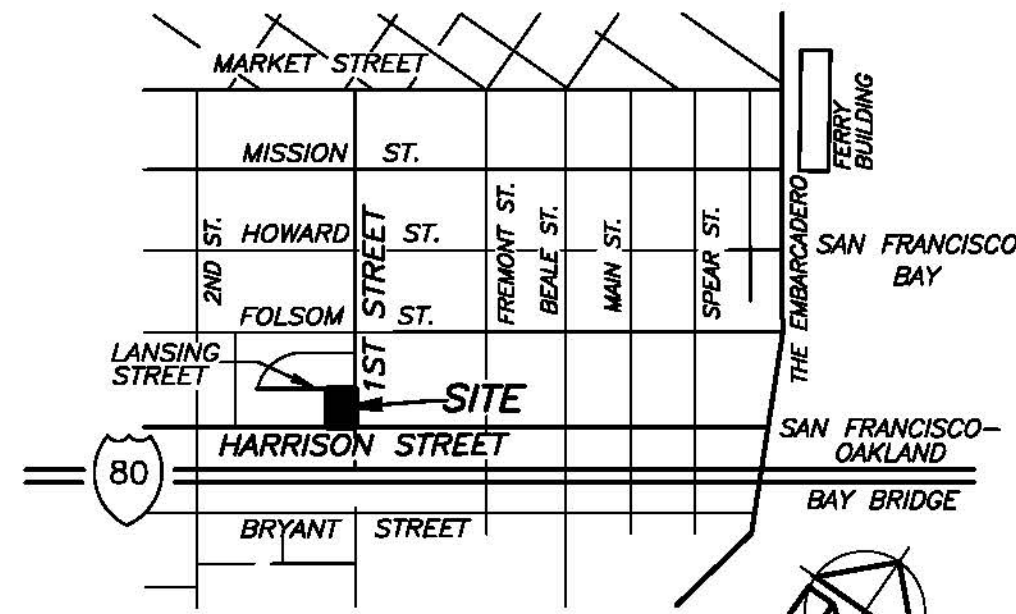 MARKET STREET
FERRY
BUILDING
MISSION ST.
2ND ST.
HOWARD ST.
1ST STREET
FREMONT ST.
BEALE ST.
MAIN ST.
SPEAR ST.
THE EMBARCADERO
SAN FRANCISCO
BAY
FOLSOM ST.
LANSING
STREET
SITE
HARRISON STREET
SAN FRANCISCO-
OAKLAND
BAY BRIDGE
80
BRYANT STREET